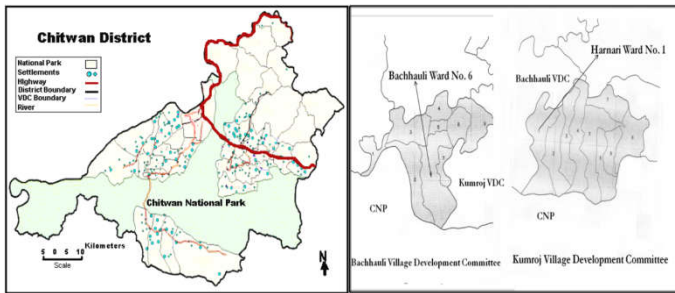 Chitwan District
National Park
Settlements
Highway
District Boundary
VDC Boundary
River
Chitwan National Park
Kilometers
5 0 5 10
Scale
N
Bachhauli Ward No. 6
Kumroj VDC
CNP
Bachhauli Village Development Committee
Harnari Ward No. 1
Bachhauli VDC
CNP
Kumroj Village Development Committee